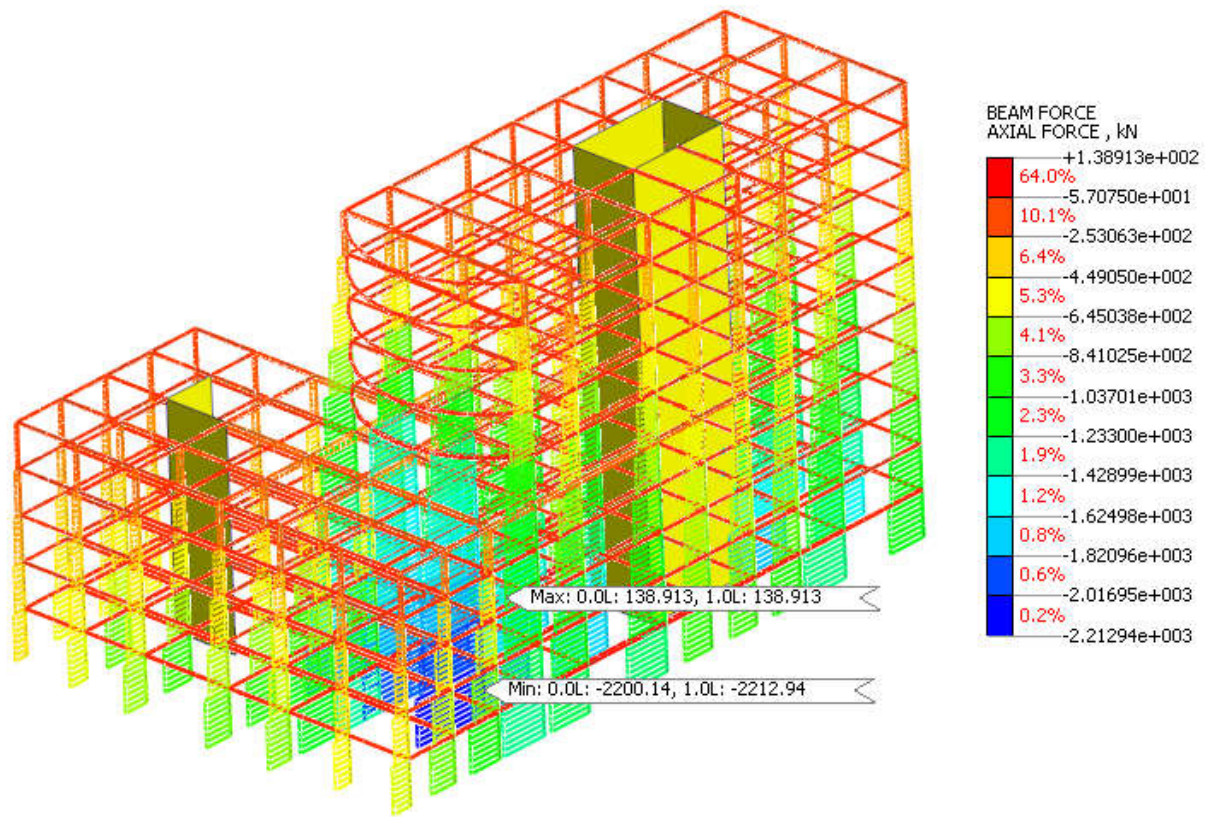 BEAM FORCE
AXIAL FORCE , kN
+1.38913e+002
64.0%
-5.70750e+001
10.1%
-2.53063e+002
6.4%
-4.49050e+002
5.3%
-6.45038e+002
4.1%
-8.41025e+002
3.3%
-1.03701e+003
2.3%
-1.23300e+003
1.9%
-1.42899e+003
1.2%
-1.62498e+003
0.8%
-1.82096e+003
0.6%
-2.01695e+003
0.2%
-2.21294e+003
Max: 0.0L: 138.913, 1.0L: 138.913
Min: 0.0L: -2200.14, 1.0L: -2212.94